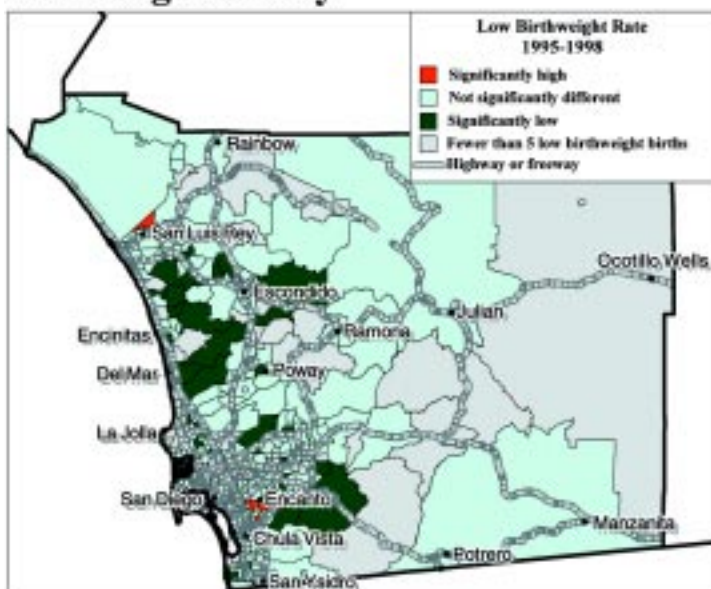 Low Birthweight Rate
1995-1998
Significantly high
Not significantly different
Significantly low
Fewer than 5 low birthweight births
Highway or freeway
Rainbow
San Luis Rey
Ocotillo Wells
Escondido
Julian
Encinitas
Ramona
Del Mar
Poway
La Jolla
San Diego
Encanto
Manzanita
Chula Vista
Potrero
San Ysidro